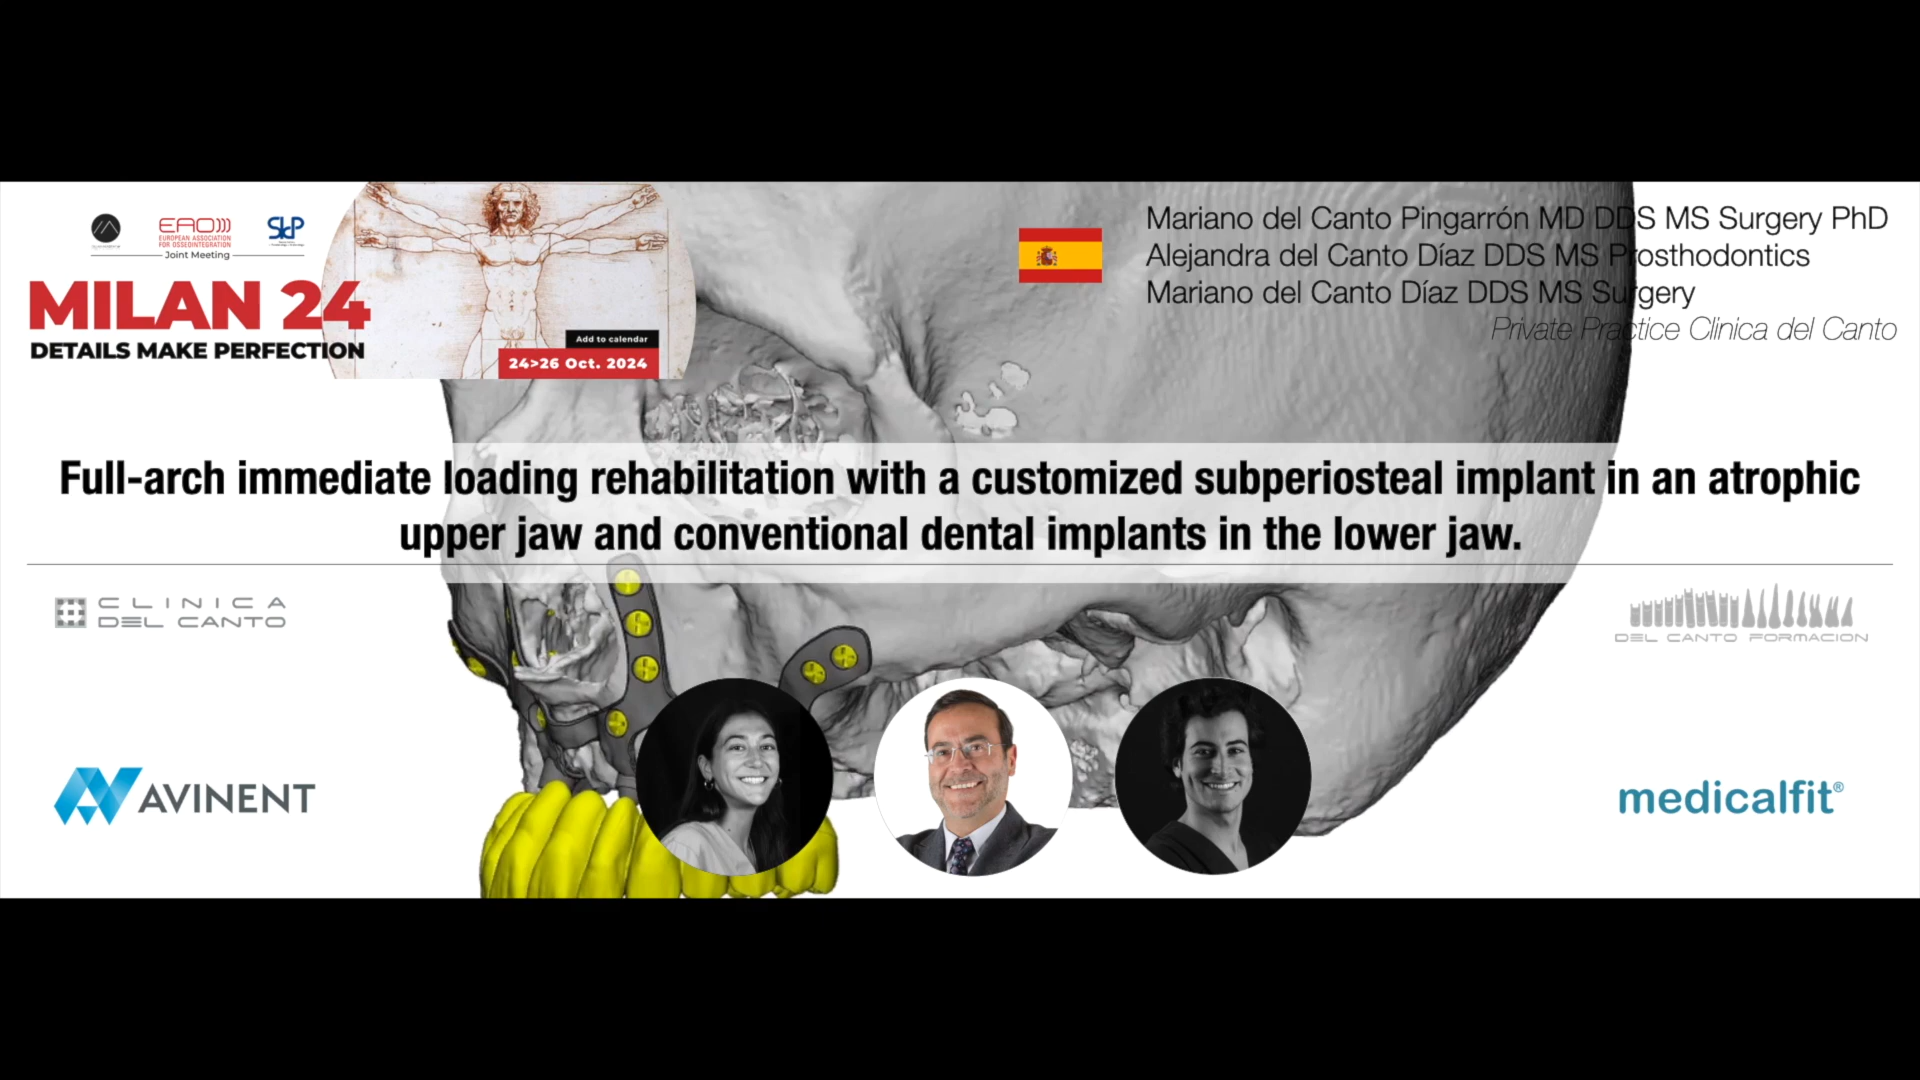 EAO
EUROPEAN ASSOCIATION
FOR OSSEOINTEGRATION
SIdP
Joint Meeting
MILAN 24
DETAILS MAKE PERFECTION
Add to calendar
24>26 Oct. 2024
Mariano del Canto Pingarrón MD DDS MS Surgery PhD
Alejandra del Canto Díaz DDS MS Prosthodontics
Mariano del Canto Díaz DDS MS Surgery
Private Practice Clinica del Canto
Full-arch immediate loading rehabilitation with a customized subperiosteal implant in an atrophic
upper jaw and conventional dental implants in the lower jaw.
CLINICA
DEL CANTO
DEL CANTO FORMACION
AVINENT
medicalfit®